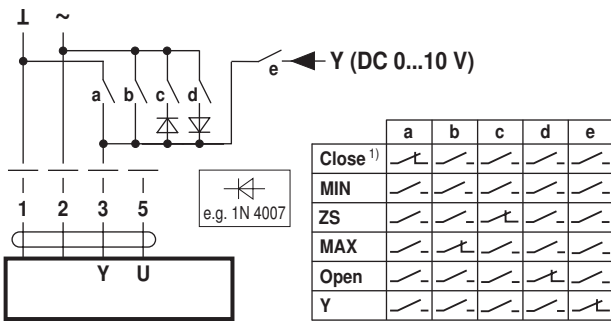 ⊥ ~
e Y (DC 0...10 V)
a b c d
1 2 3 5
e.g. 1N 4007
Y U
a b c d e
Close 1)
MIN
ZS
MAX
Open
Y